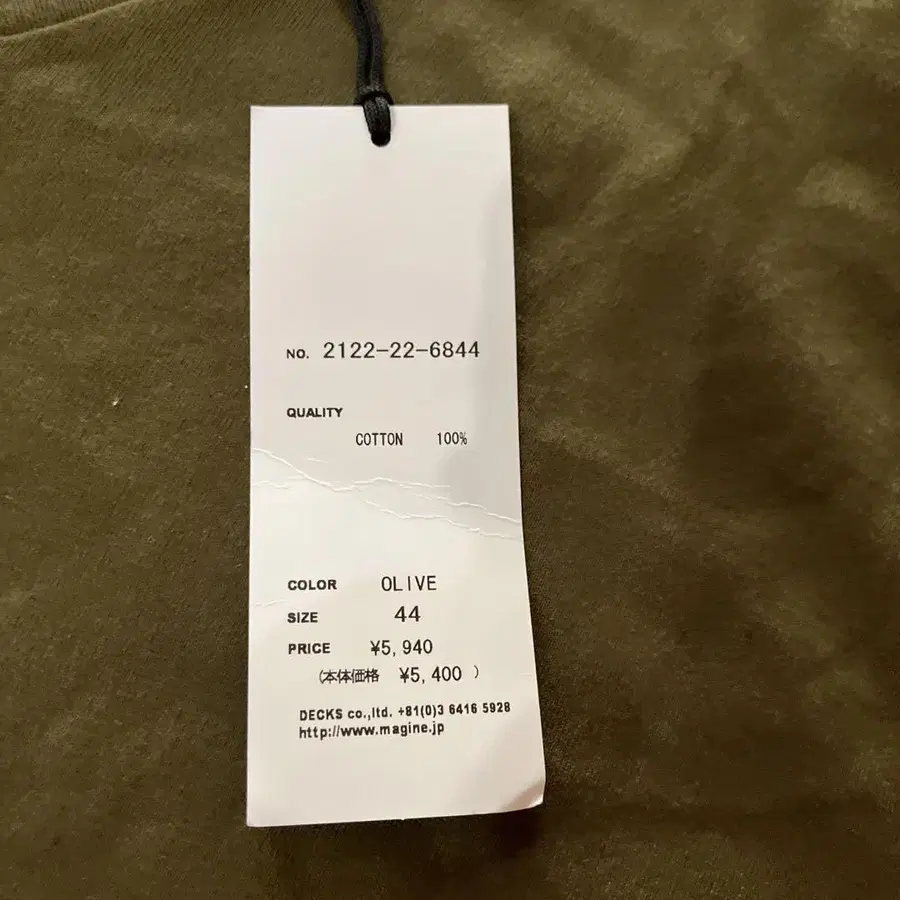 NO. 2122-22-6844
QUALITY
COTTON 100%
COLOR OLIVE
SIZE 44
PRICE ¥5,940
(本体価格 ¥5,400 )
DECKS co.,ltd. +81(0)3 6416 5928
http://www.magine.jp